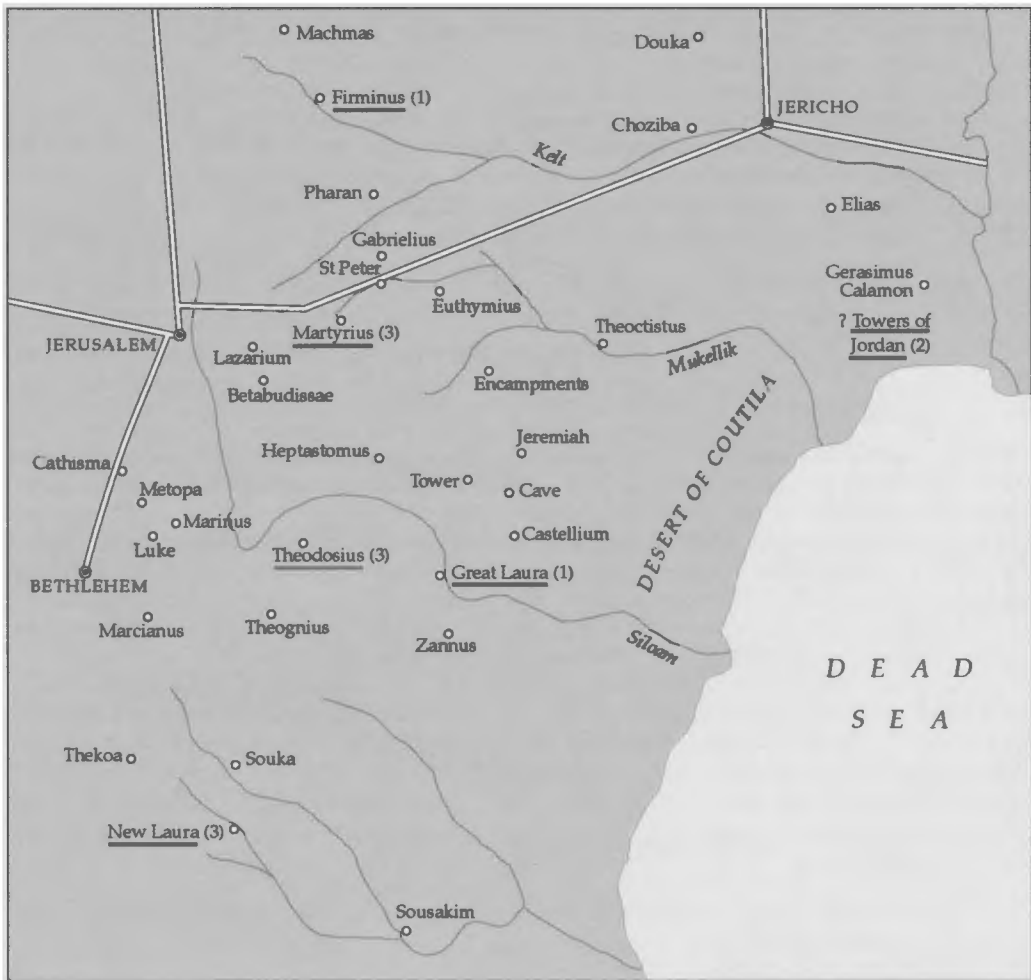 Machmas
Douka
Firminus (1)
JERICHO
Choziba
Kelt
Pharan
Elias
Gabrielius
St Peter
Gerasimus
Calamon
Euthymius
Martyrius (3)
? Towers of
Jordan (2)
Theoctistus
JERUSALEM
Lazarium
Mukellik
Betabudissae
Encampments
DESERT OF COUTILA
Jeremiah
Heptastomus
Cathisma
Tower
Cave
Metopa
Marinus
Luke
Castellium
Theodosius (3)
Great Laura (1)
BETHLEHEM
Marcianus
Theognius
Zannus
Siloam
DEAD
SEA
Thekoa
Souka
New Laura (3)
Sousakim